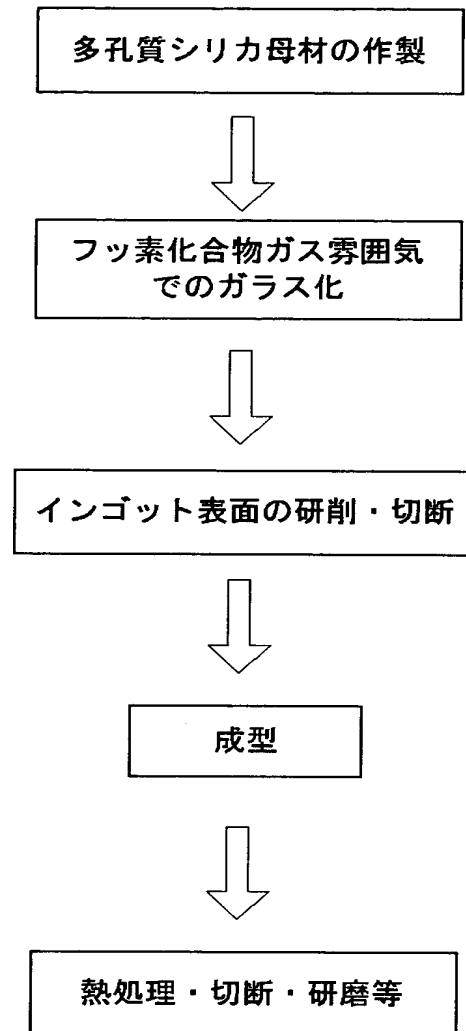 多孔質シリカ母材の作製
フッ素化合物ガス雰囲気
でのガラス化
インゴット表面の研削・切断
成型
熱処理・切断・研磨等